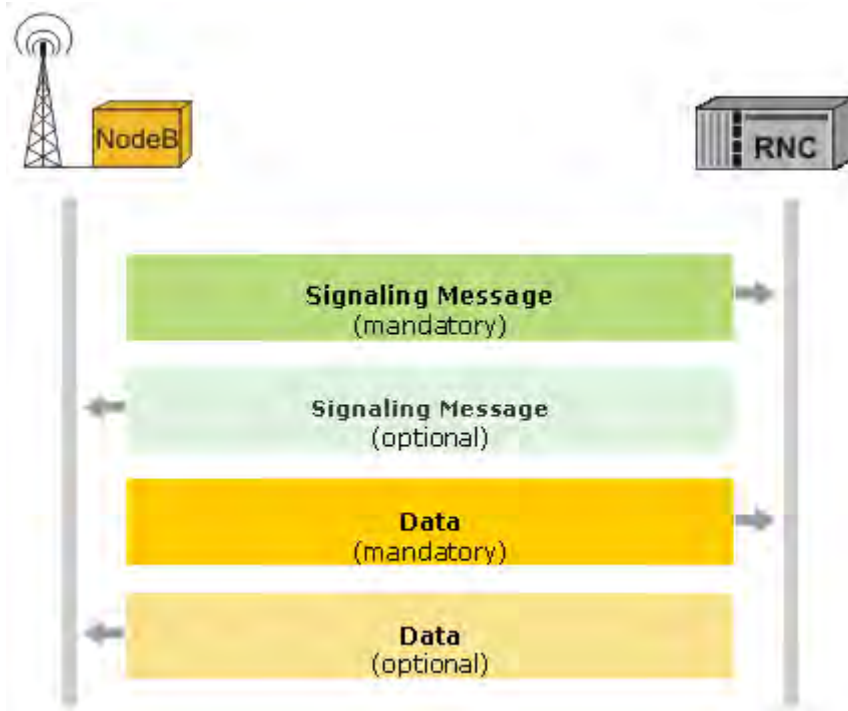 NodeB
RNC
Signaling Message
(mandatory)
Signaling Message
(optional)
Data
(mandatory)
Data
(optional)